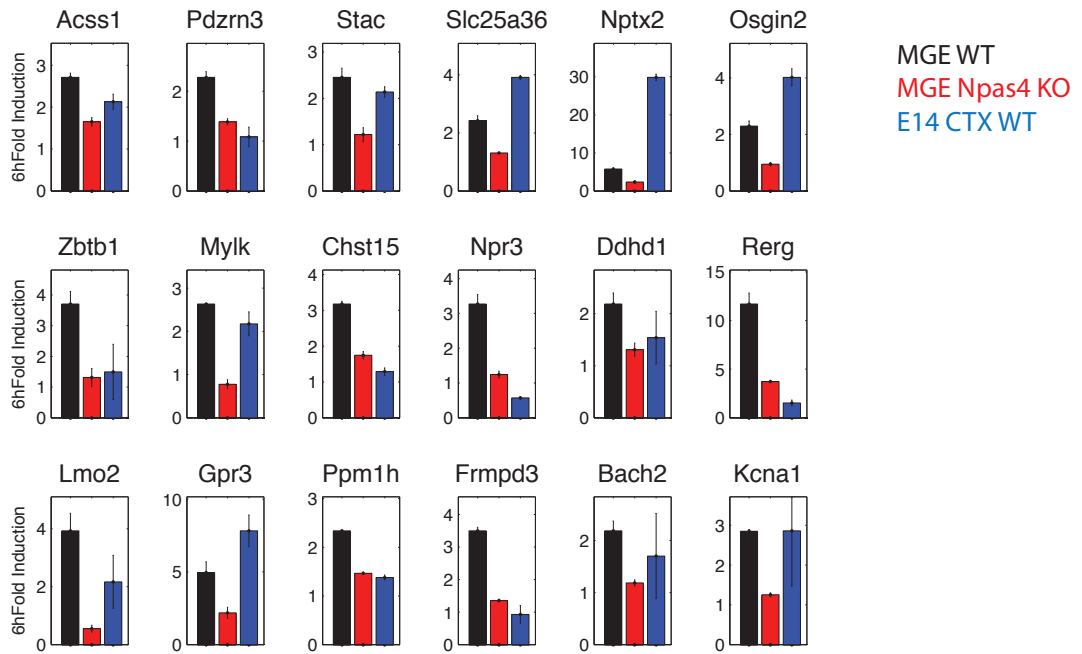 Acss1 Pdzrn3 Stac Slc25a36 Nptx2 Osgin2
6hFold Induction
3 2 1 0
2 1 0
3 2 1 0
4 2 0
30 20 10 0
4 2 0
MGE WT
MGE Npas4 KO
E14 CTX WT
Zbtb1 Mylk Chst15 Npr3 Ddhd1 Rerg
6hFold Induction
4 3 2 1 0
3 2 1 0
4 3 2 1 0
4 3 2 1 0
2 1 0
15 10 5 0
Lmo2 Gpr3 Ppm1h Frmpd3 Bach2 Kcna1
6hFold Induction
4 2 0
10 5 0
3 2 1 0
4 3 2 1 0
2 1 0
3 2 1 0